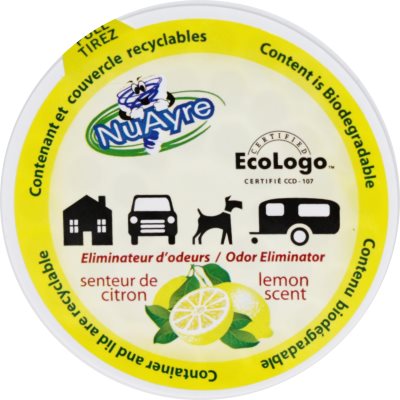 PULL
TIREZ
Contenant et couvercle recyclables
Content is Biodegradable
NuAyre
CERTIFIED
EcoLogo™
CERTIFIÉ CCD - 107
Eliminateur d'odeurs / Odor Eliminator
senteur de
citron
lemon
scent
Container and lid are recyclable
Contenu biodégradable